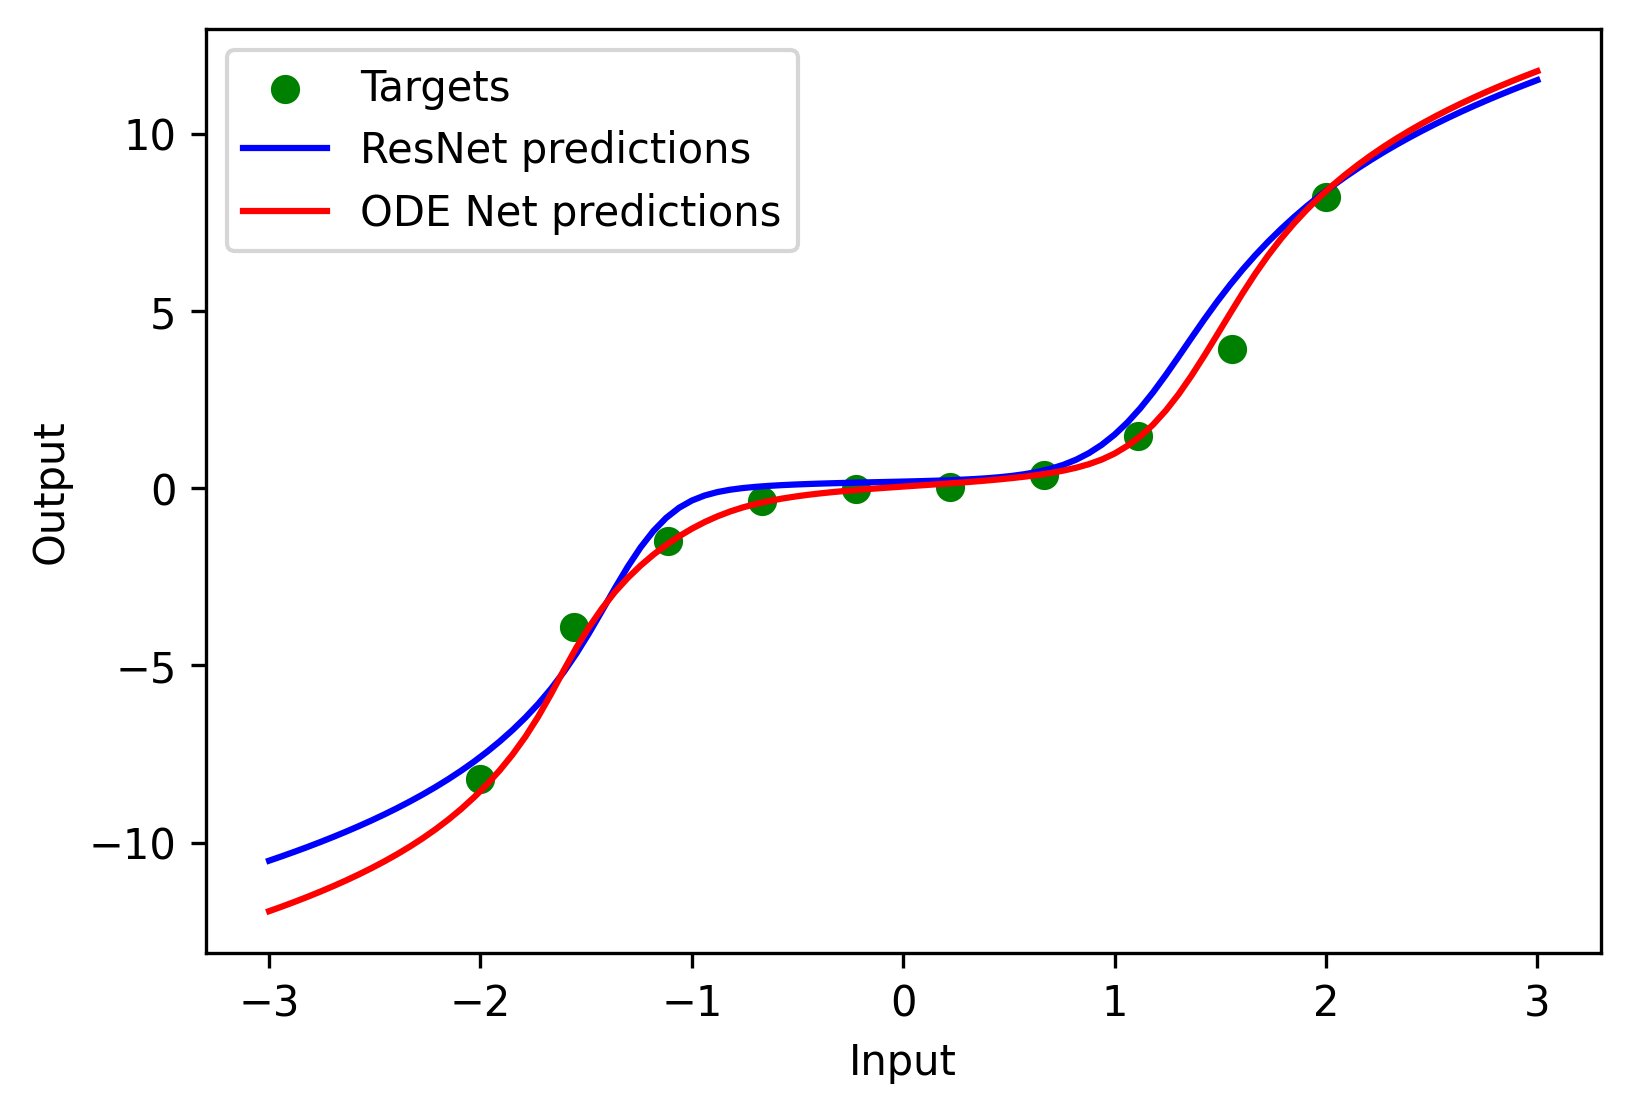 Targets
ResNet predictions
ODE Net predictions
10
5
0
−5
−10
Output
−3 −2 −1 0 1 2 3
Input